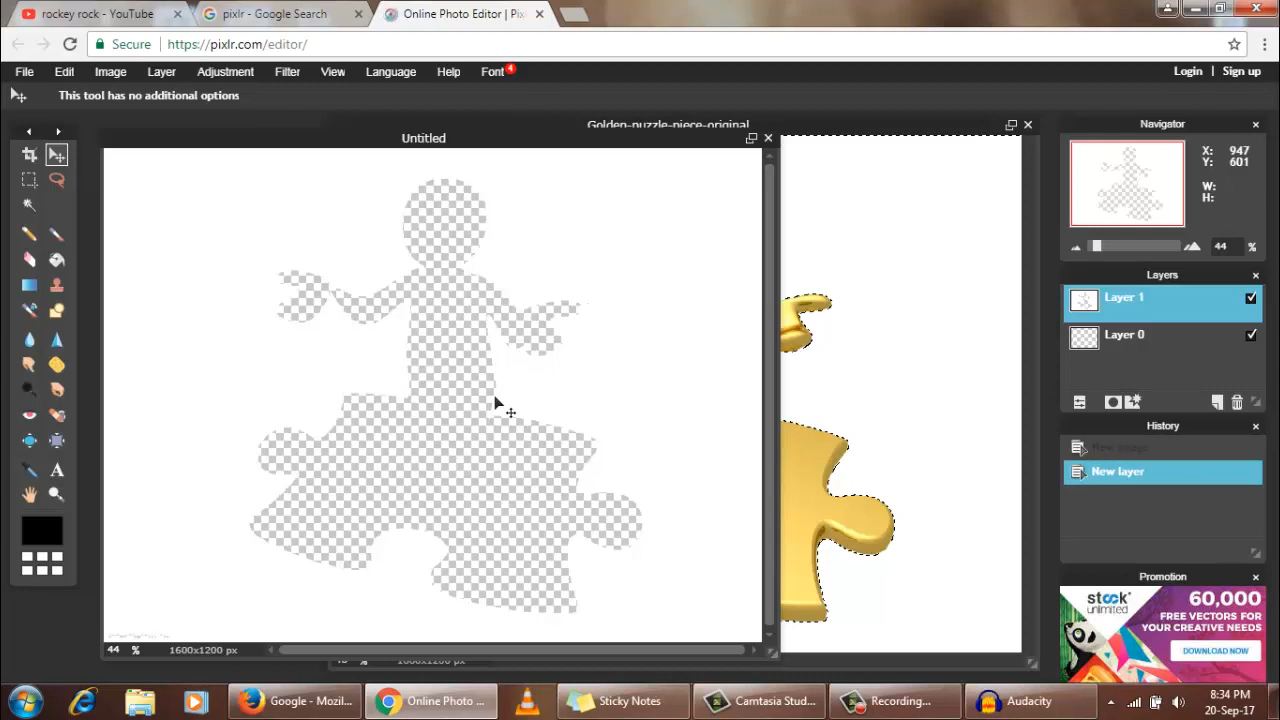 rockey rock - YouTube
pixlr - Google Search
Online Photo Editor | Pix
Secure
https://pixlr.com/editor/
File Edit Image Layer Adjustment Filter View Language Help Font 4
Login | Sign up
This tool has no additional options
Golden-puzzle-piece-original
Untitled
Navigator
X: 947
Y: 601
W:
H:
44 %
Layers
Layer 1
Layer 0
History
New image
New layer
Promotion
stock unlimited
60,000
FREE VECTORS FOR
YOUR CREATIVE NEEDS
DOWNLOAD NOW
44 % 1600x1200 px
% 1600x1200 px
Google - Mozil...
Online Photo ...
Sticky Notes
Camtasia Stud...
Recording...
Audacity
8:34 PM
20-Sep-17